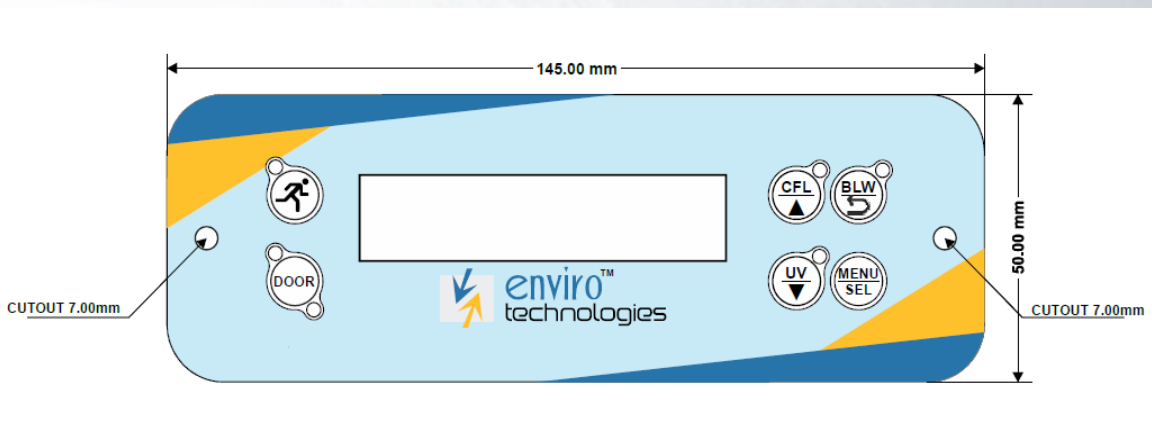 145.00 mm
CFL
BLW
50.00 mm
DOOR
UV
MENU
SEL
enviro™
technologies
CUTOUT 7.00mm
CUTOUT 7.00mm